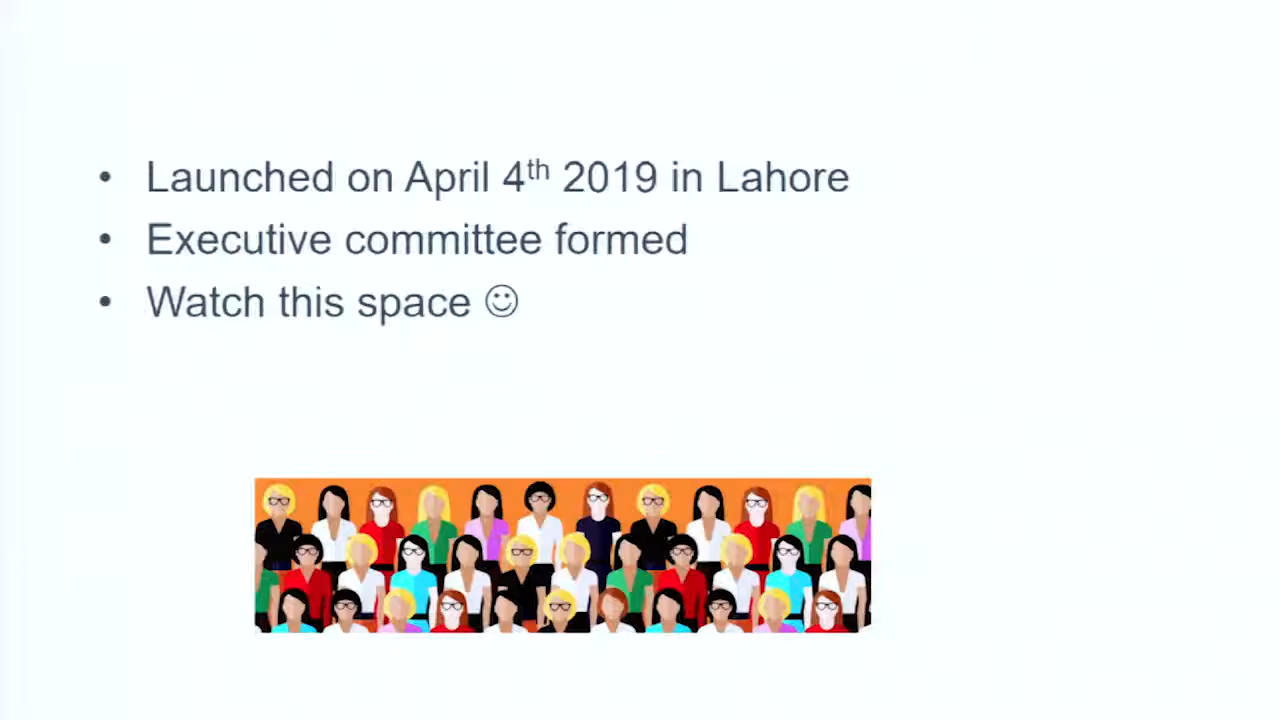 • Launched on April 4th 2019 in Lahore
• Executive committee formed
• Watch this space ☺